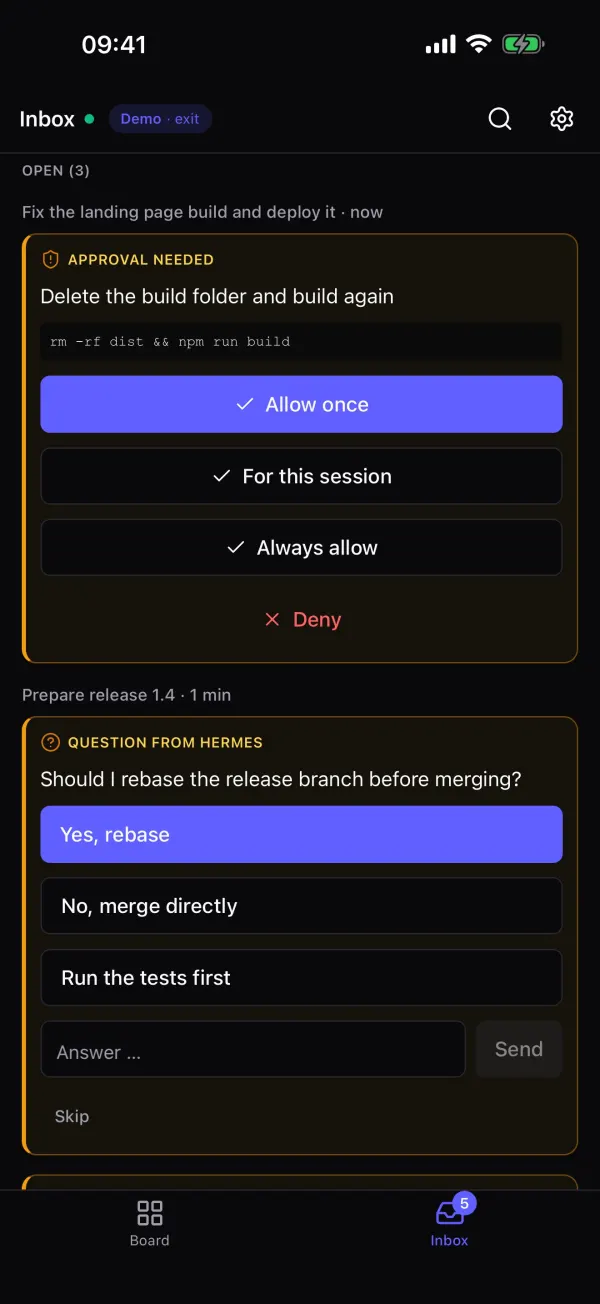 09:41
Inbox
Demo · exit
OPEN (3)
Fix the landing page build and deploy it · now
APPROVAL NEEDED
Delete the build folder and build again
rm -rf dist && npm run build
Allow once
For this session
Always allow
Deny
Prepare release 1.4 · 1 min
QUESTION FROM HERMES
Should I rebase the release branch before merging?
Yes, rebase
No, merge directly
Run the tests first
Answer ...
Send
Skip
Board
5
Inbox